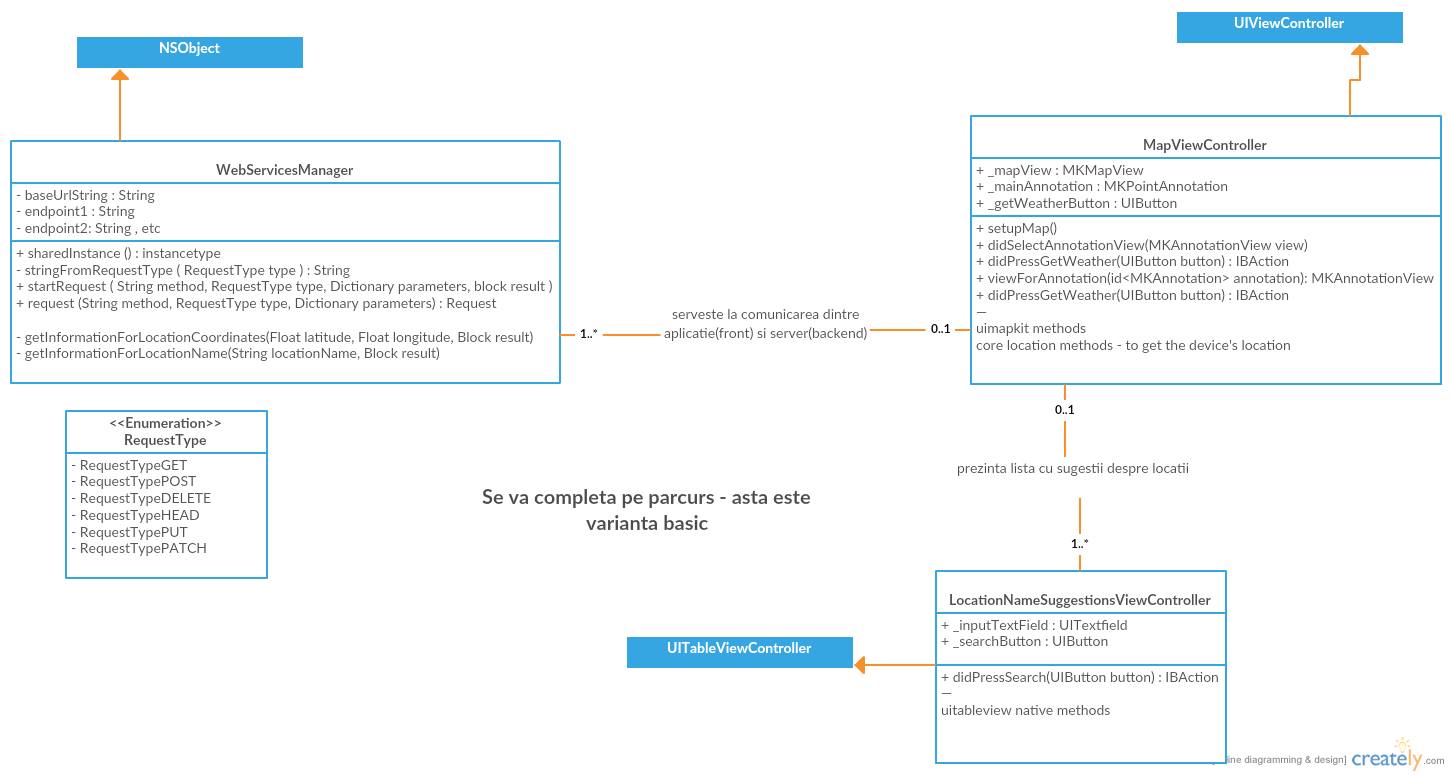 NSObject
UIViewController
WebServicesManager
- baseUrlString : String
- endpoint1 : String
- endpoint2: String , etc
+ sharedInstance () : instancetype
- stringFromRequestType ( RequestType type ) : String
+ startRequest ( String method, RequestType type, Dictionary parameters, block result )
+ request (String method, RequestType type, Dictionary parameters) : Request
- getInformationForLocationCoordinates(Float latitude, Float longitude, Block result)
- getInformationForLocationName(String locationName, Block result)
1..*
serveste la comunicarea dintre
aplicatie(front) si server(backend)
0..1
MapViewController
+ _mapView : MKMapView
+ _mainAnnotation : MKPointAnnotation
+ _getWeatherButton : UIButton
+ setupMap()
+ didSelectAnnotationView(MKAnnotationView view)
+ didPressGetWeather(UIButton button) : IBAction
+ viewForAnnotation(id<MKAnnotation> annotation): MKAnnotationView
+ didPressGetWeather(UIButton button) : IBAction
—
uimapkit methods
core location methods - to get the device's location
<<Enumeration>>
RequestType
- RequestTypeGET
- RequestTypePOST
- RequestTypeDELETE
- RequestTypeHEAD
- RequestTypePUT
- RequestTypePATCH
Se va completa pe parcurs - asta este
varianta basic
0..1
prezinta lista cu sugestii despre locatii
1..*
LocationNameSuggestionsViewController
+ _inputTextField : UITextfield
+ _searchButton : UIButton
+ didPressSearch(UIButton button) : IBAction
—
uitableview native methods
UITableViewController
line diagramming & design] creately.com